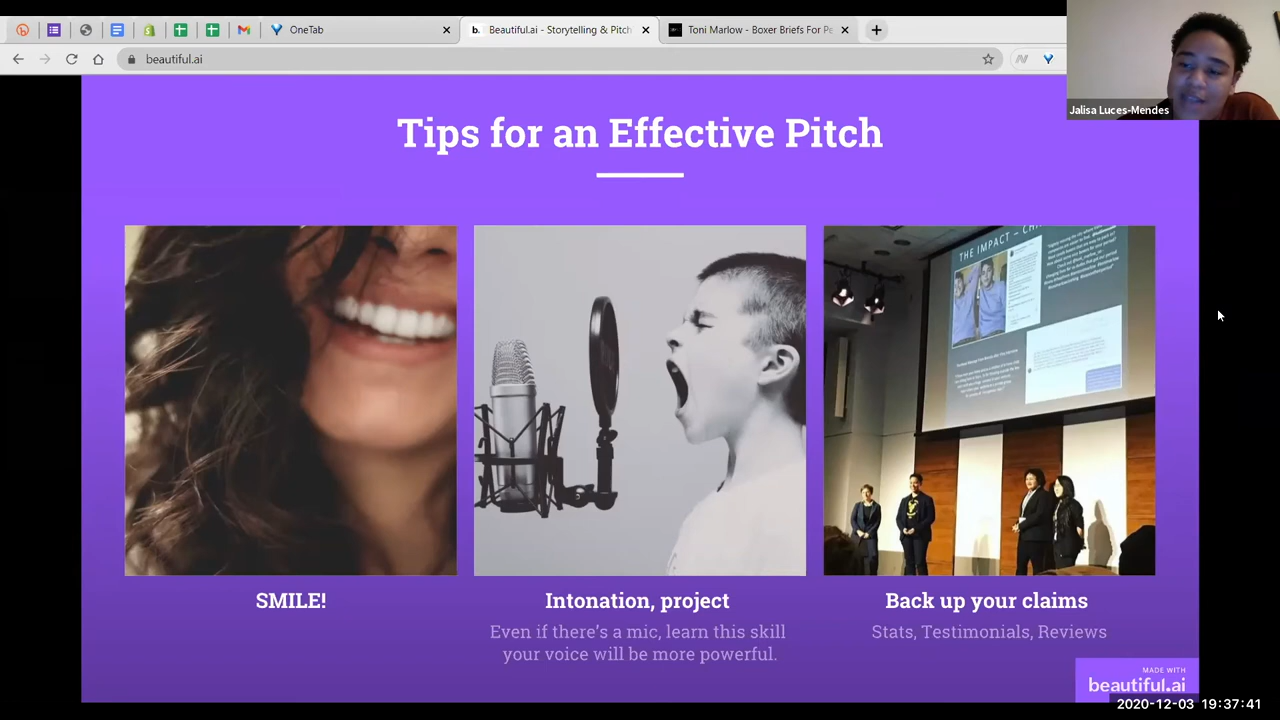 OneTab
Beautiful.ai - Storytelling & Pitch
Toni Marlow - Boxer Briefs For Pe
beautiful.ai
Jalisa Luces-Mendes
Tips for an Effective Pitch
THE IMPACT
SMILE!
Intonation, project
Back up your claims
Even if there's a mic, learn this skill
your voice will be more powerful.
Stats, Testimonials, Reviews
MADE WITH
beautiful.ai
2020-12-03 19:37:41